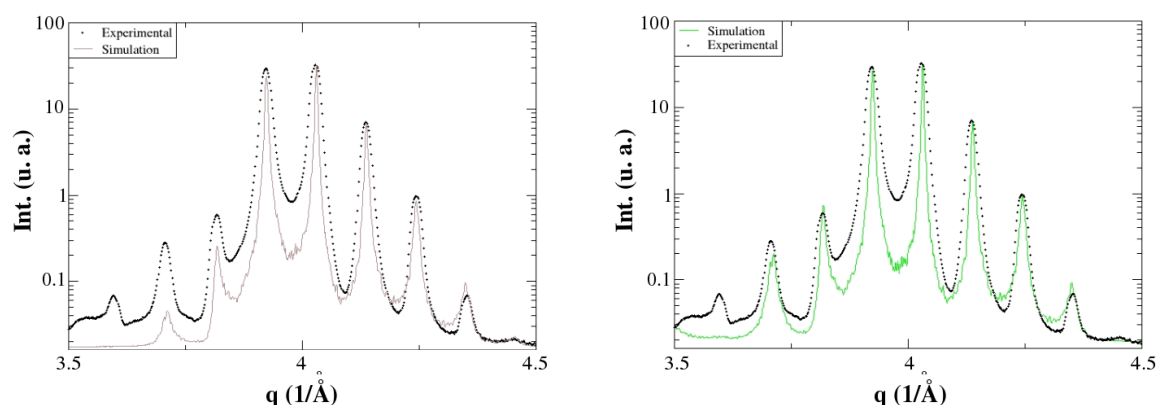 100
Experimental
Simulation
10
1
0.1
Int. (u. a.)
3.5
4
4.5
q (1/Å)
100
Simulation
Experimental
10
1
0.1
Int. (u. a.)
3.5
4
4.5
q (1/Å)